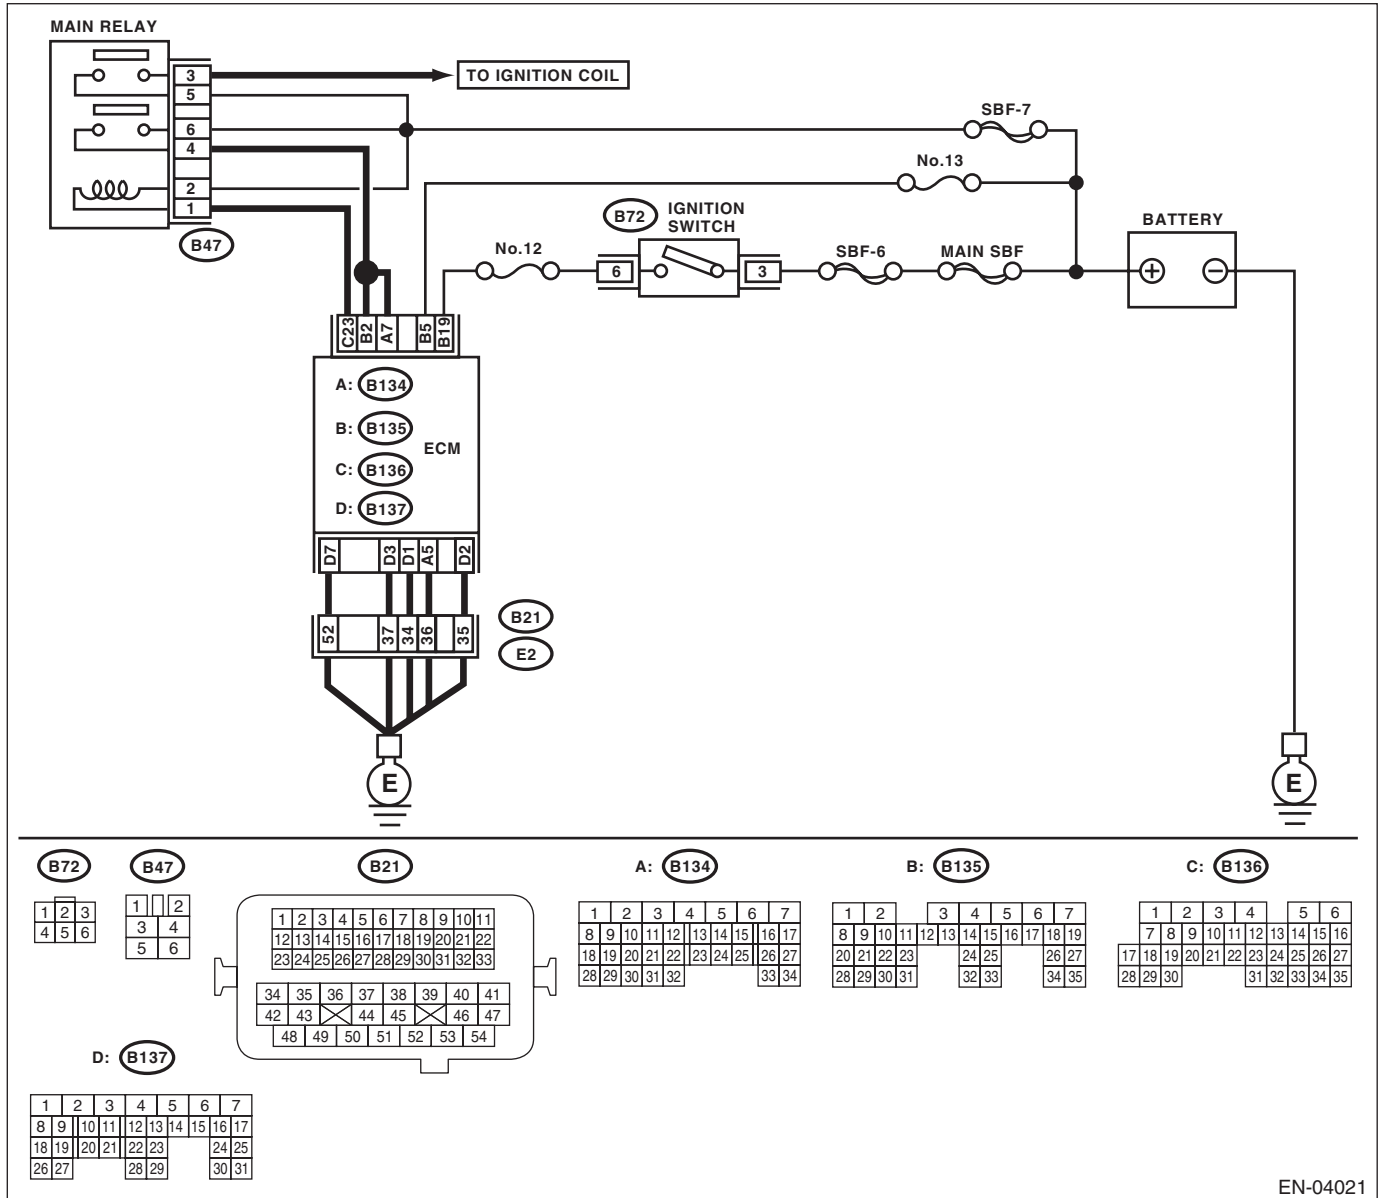 MAIN RELAY
3
5
6
4
2
1
B47
TO IGNITION COIL
SBF-7
No.13
B72
IGNITION
SWITCH
No.12
6
3
SBF-6
MAIN SBF
BATTERY
C23 B2 A7 B5 B19
A: B134
B: B135
C: B136
D: B137
ECM
D7 D3 D1 A5 D2
52 37 34 36 35
B21
E2
E
E
B72
1 2 3
4 5 6
B47
1 2
3 4
5 6
B21
1 2 3 4 5 6 7 8 9 10 11
12 13 14 15 16 17 18 19 20 21 22
23 24 25 26 27 28 29 30 31 32 33
34 35 36 37 38 39 40 41
42 43 44 45 46 47
48 49 50 51 52 53 54
A: B134
1 2 3 4 5 6 7
8 9 10 11 12 13 14 15 16 17
18 19 20 21 22 23 24 25 26 27
28 29 30 31 32 33 34
B: B135
1 2 3 4 5 6 7
8 9 10 11 12 13 14 15 16 17 18 19
20 21 22 23 24 25 26 27
28 29 30 31 32 33 34 35
C: B136
1 2 3 4 5 6
7 8 9 10 11 12 13 14 15 16
17 18 19 20 21 22 23 24 25 26 27
28 29 30 31 32 33 34 35
D: B137
1 2 3 4 5 6 7
8 9 10 11 12 13 14 15 16 17
18 19 20 21 22 23 24 25
26 27 28 29 30 31
EN-04021